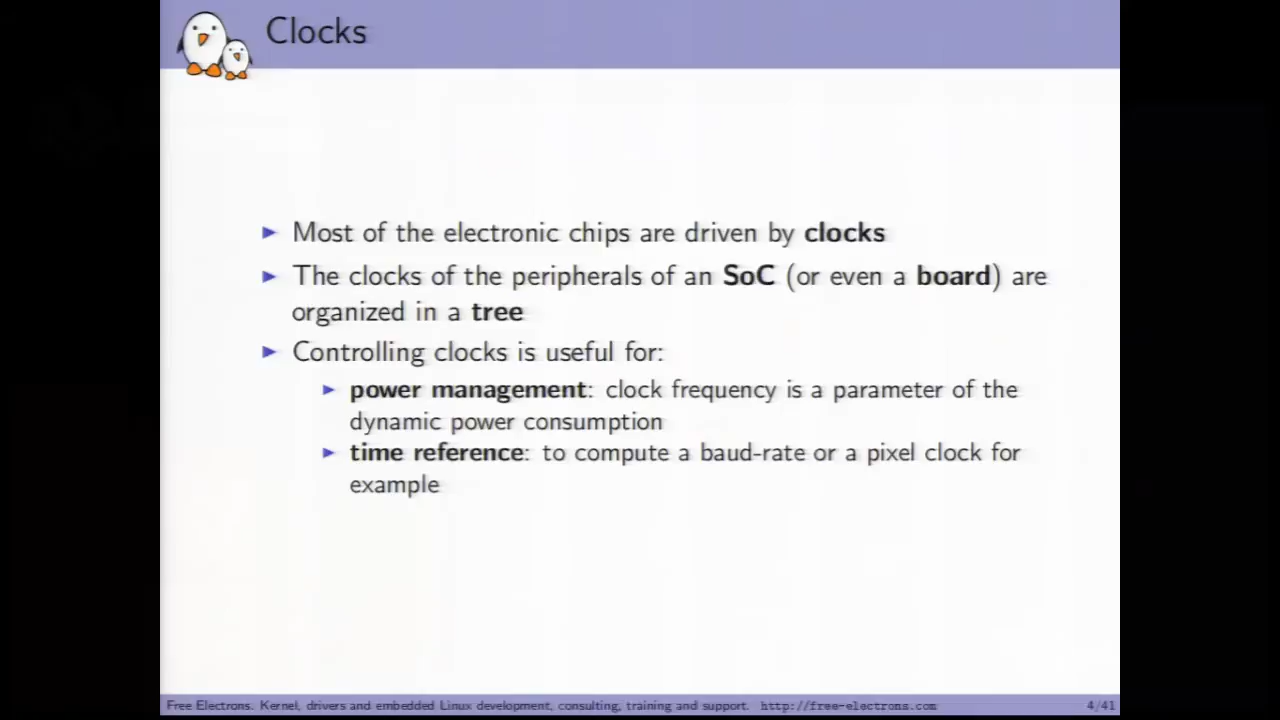 Clocks
▶ Most of the electronic chips are driven by clocks
▶ The clocks of the peripherals of an SoC (or even a board) are
organized in a tree
▶ Controlling clocks is useful for:
▶ power management: clock frequency is a parameter of the
dynamic power consumption
▶ time reference: to compute a baud-rate or a pixel clock for
example
Free Electrons. Kernel, drivers and embedded Linux development, consulting, training and support. http://free-electrons.com 4/41